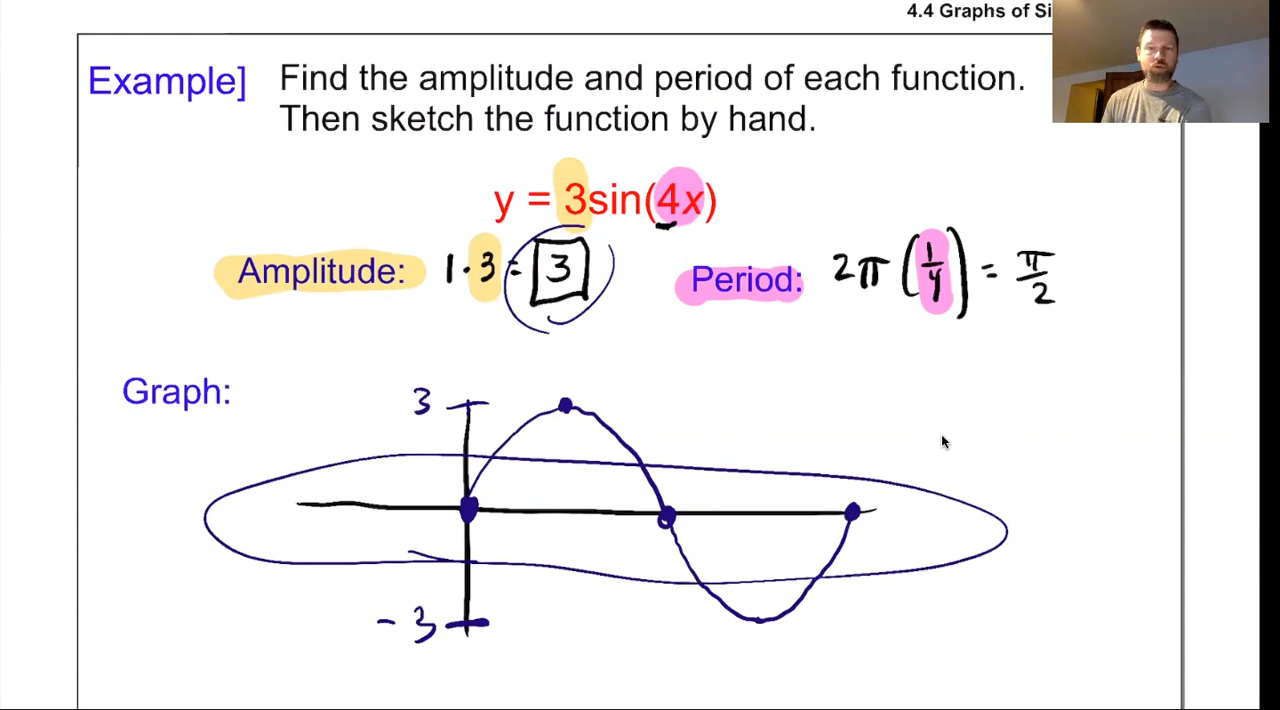 4.4 Graphs of Si
Example] Find the amplitude and period of each function.
Then sketch the function by hand.
y = 3sin(4x)
Amplitude: 1 · 3 = 3 Period: 2π (1/4) = π/2
Graph:
3
- 3